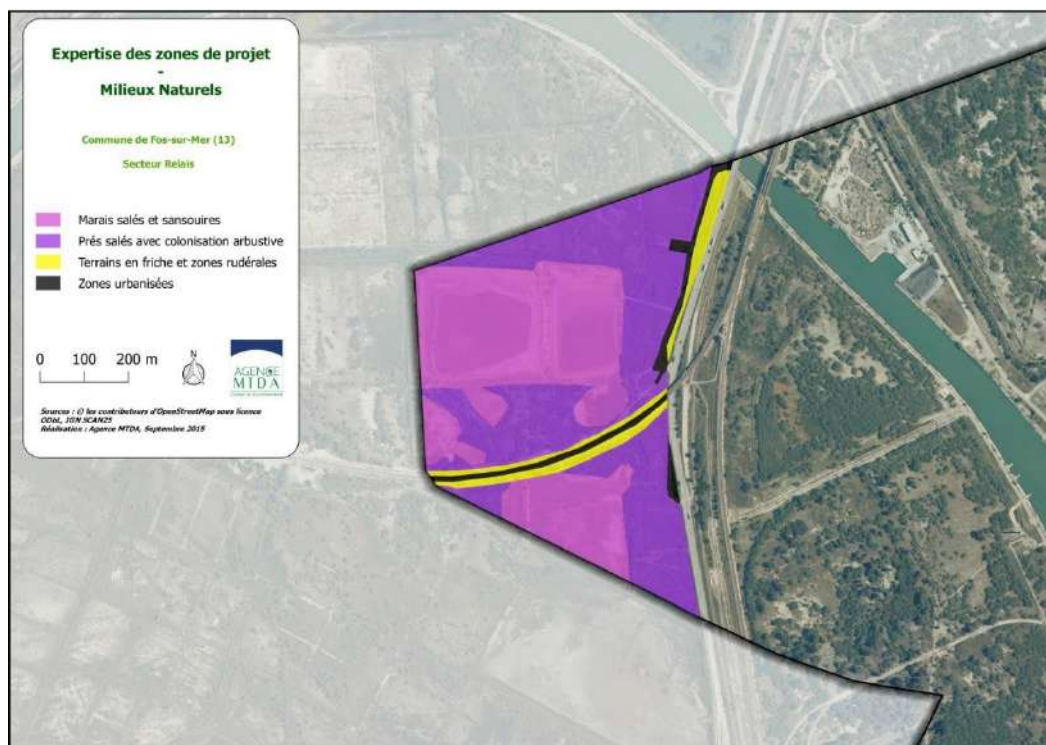 Expertise des zones de projet
-
Milieux Naturels
Commune de Fos-sur-Mer (13)
Secteur Relais
Marais salés et sansouires
Prés salés avec colonisation arbustive
Terrains en friche et zones rudérales
Zones urbanisées
0 100 200 m
N
AGENCE
MTDA
Sources : © les contributeurs d'OpenStreetMap sous licence
ODbL, IGN SCAN25
Réalisation : Agence MTDA, Septembre 2015